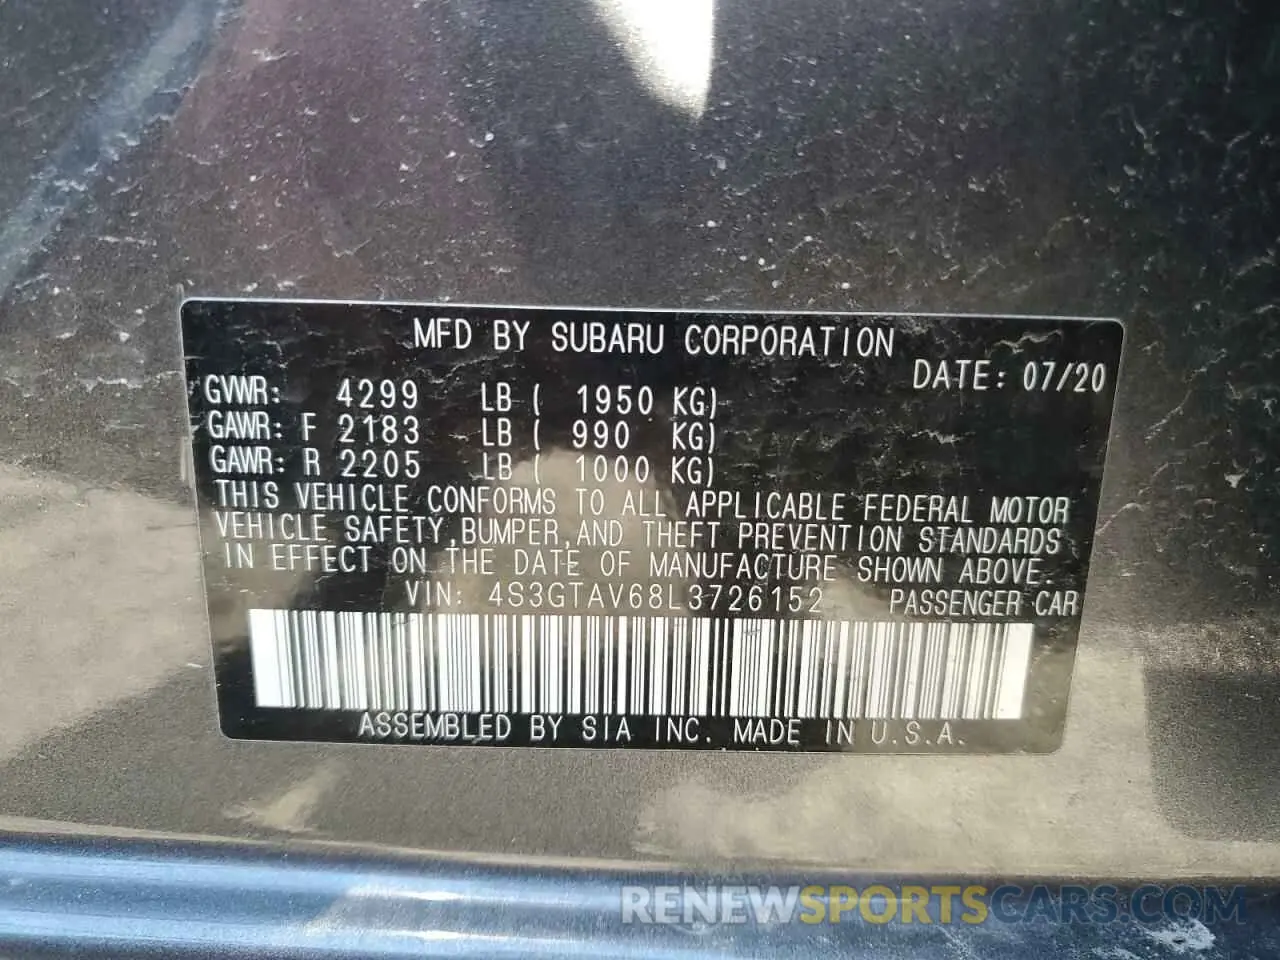 MFD BY SUBARU CORPORATION
DATE: 07/20
GVWR: 4299 LB ( 1950 KG)
GAWR: F 2183 LB ( 990 KG)
GAWR: R 2205 LB ( 1000 KG)
THIS VEHICLE CONFORMS TO ALL APPLICABLE FEDERAL MOTOR
VEHICLE SAFETY,BUMPER,AND THEFT PREVENTION STANDARDS
IN EFFECT ON THE DATE OF MANUFACTURE SHOWN ABOVE.
VIN: 4S3GTAV68L3726152 PASSENGER CAR
ASSEMBLED BY SIA INC. MADE IN U.S.A.
RENEWSPORTSCARS.COM